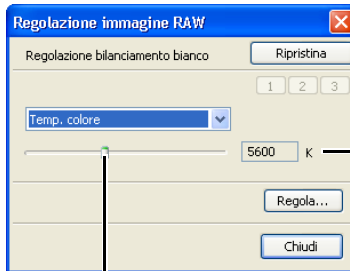 Regolazione immagine RAW
Regolazione bilanciamento bianco Ripristina
1 2 3
Temp. colore
5600 K
Regola...
Chiudi